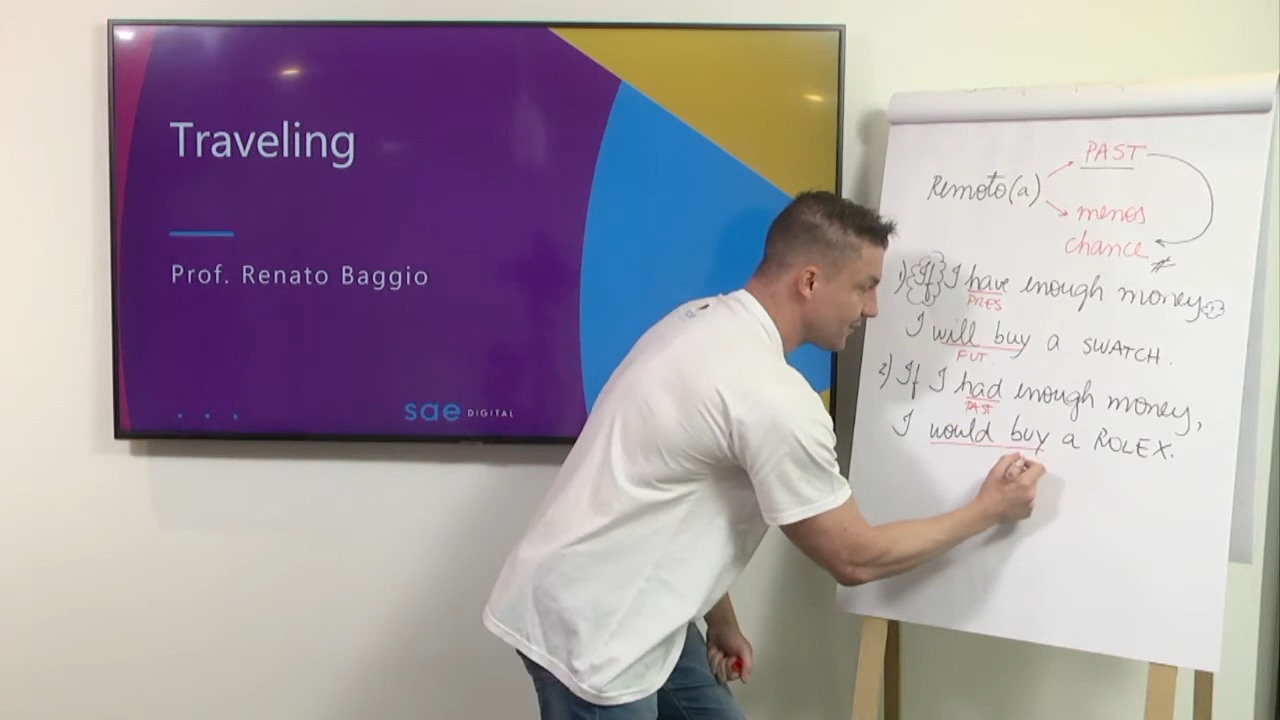 Traveling
Prof. Renato Baggio
sae DIGITAL
PAST
Remoto(a)
menos
chance
1) If I have enough money,
PRES
I will buy a SWATCH.
FUT
2) If I had enough money,
PAST
I would buy a ROLEX.